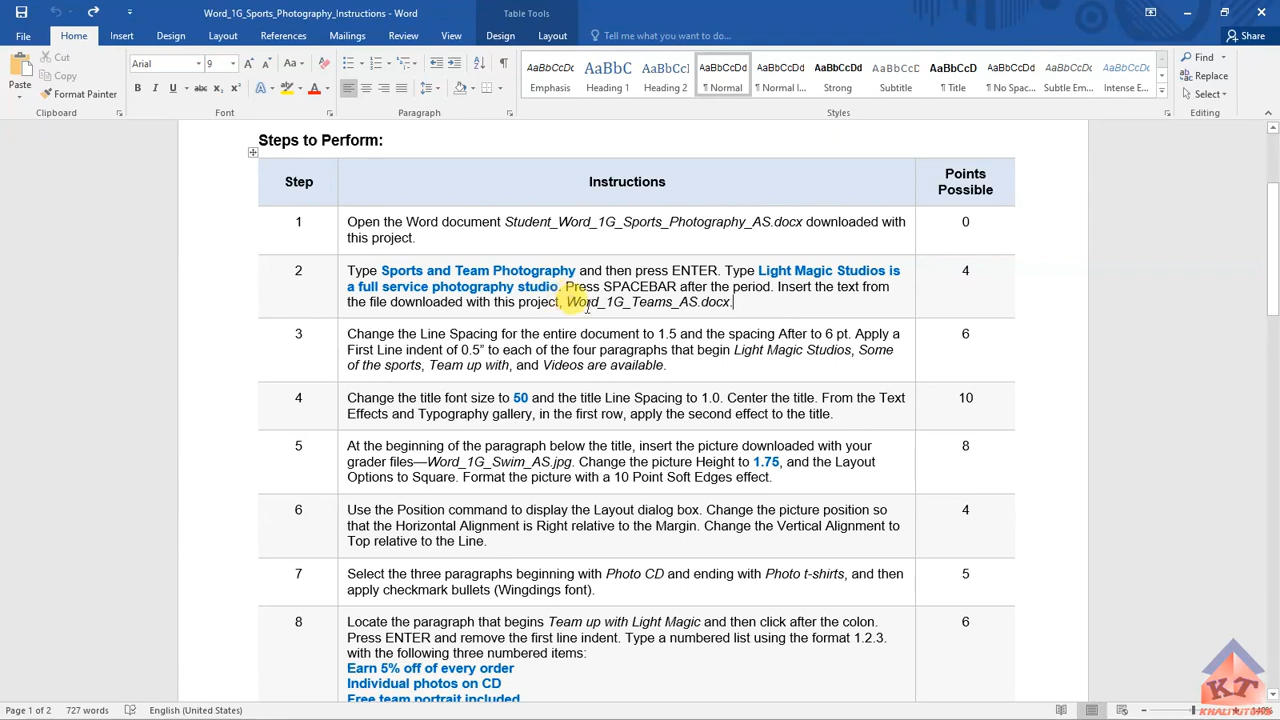 Word_1G_Sports_Photography_Instructions - Word
Table Tools
File Home Insert Design Layout References Mailings Review View Design Layout Tell me what you want to do... Share
Paste
Cut
Copy
Format Painter
Clipboard
Arial 9
Font
Paragraph
AaBbCcDc AaBbC AaBbCc] AaBbCcDd AaBbCcDd AaBbCcDd AaBbCcDd AaBbCcDd AaBbCcDd AaBbCcDd AaBbCcDd
Emphasis Heading 1 Heading 2 ¶ Normal ¶ Normal I... Strong Subtitle ¶ Title ¶ No Spac... Subtle Em... Intense E...
Styles
Find
Replace
Select
Editing
Steps to Perform:
Step Instructions Points Possible
1 Open the Word document Student_Word_1G_Sports_Photography_AS.docx downloaded with 0
this project.
2 Type Sports and Team Photography and then press ENTER. Type Light Magic Studios is 4
a full service photography studio. Press SPACEBAR after the period. Insert the text from
the file downloaded with this project, Word_1G_Teams_AS.docx.
3 Change the Line Spacing for the entire document to 1.5 and the spacing After to 6 pt. Apply a 6
First Line indent of 0.5" to each of the four paragraphs that begin Light Magic Studios, Some
of the sports, Team up with, and Videos are available.
4 Change the title font size to 50 and the title Line Spacing to 1.0. Center the title. From the Text 10
Effects and Typography gallery, in the first row, apply the second effect to the title.
5 At the beginning of the paragraph below the title, insert the picture downloaded with your 8
grader files—Word_1G_Swim_AS.jpg. Change the picture Height to 1.75, and the Layout
Options to Square. Format the picture with a 10 Point Soft Edges effect.
6 Use the Position command to display the Layout dialog box. Change the picture position so 4
that the Horizontal Alignment is Right relative to the Margin. Change the Vertical Alignment to
Top relative to the Line.
7 Select the three paragraphs beginning with Photo CD and ending with Photo t-shirts, and then 5
apply checkmark bullets (Wingdings font).
8 Locate the paragraph that begins Team up with Light Magic and then click after the colon. 6
Press ENTER and remove the first line indent. Type a numbered list using the format 1.2.3.
with the following three numbered items:
Earn 5% off of every order
Individual photos on CD
Free team portrait included
KT
KHALITUTORS
Page 1 of 2 727 words English (United States)